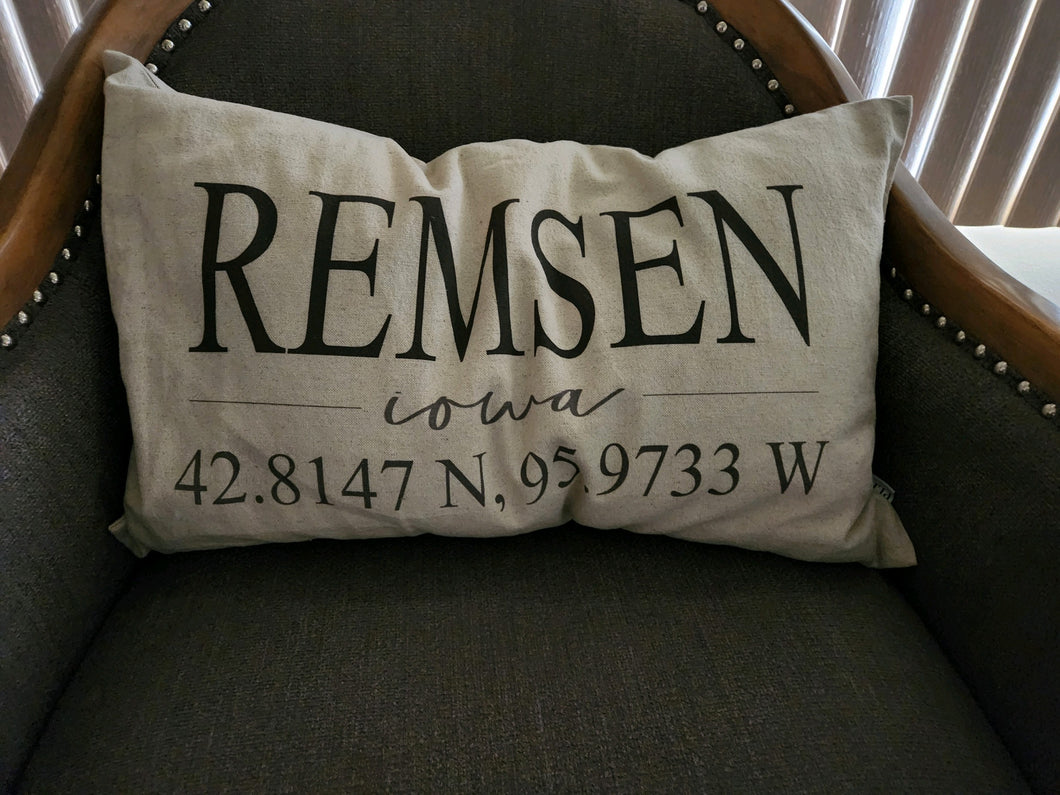 REMSEN
iowa
42.8147 N, 95.9733 W